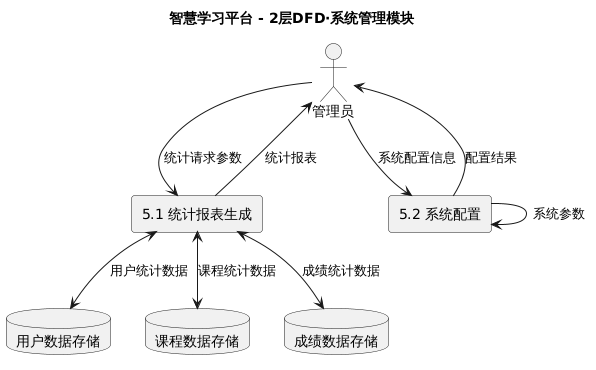 智慧学习平台 - 2层DFD·系统管理模块
管理员
统计请求参数
统计报表
系统配置信息
配置结果
5.1 统计报表生成
5.2 系统配置
系统参数
用户统计数据
课程统计数据
成绩统计数据
用户数据存储
课程数据存储
成绩数据存储